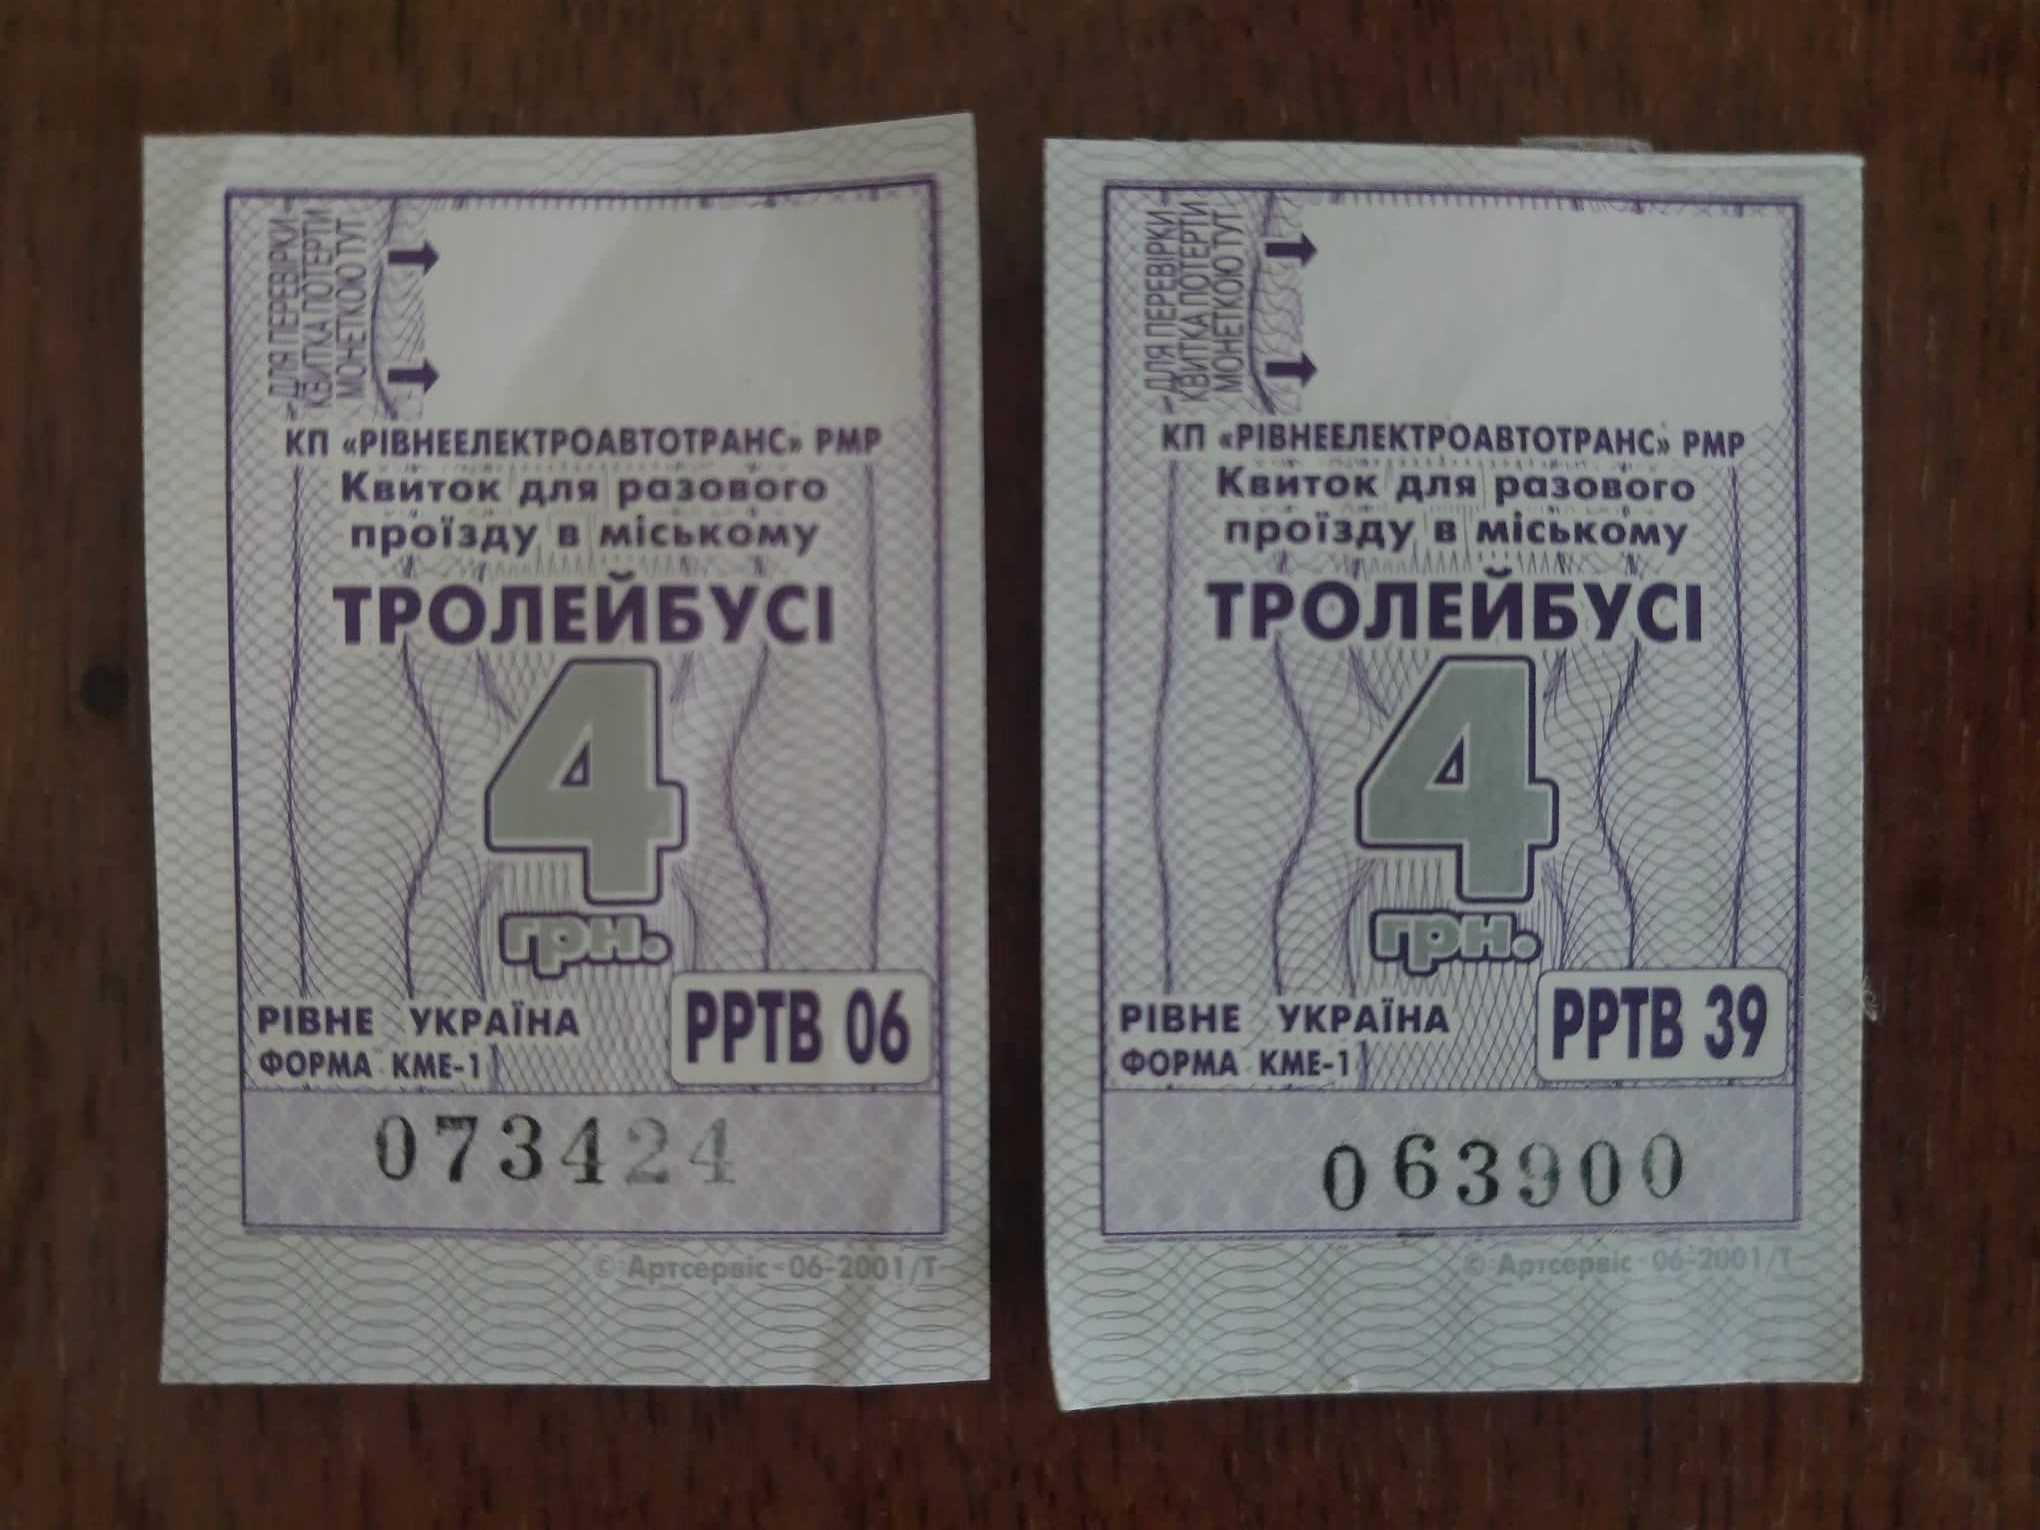 ДЛЯ ПЕРЕВІРКИ
КВИТКА ПОТЕРТИ
МОНЕТКОЮ ТУТ
КП «РІВНЕЕЛЕКТРОАВТОТРАНС» РМР
Квиток для разового
проїзду в міському
ТРОЛЕЙБУСІ
4
грн.
РІВНЕ УКРАЇНА
ФОРМА КМЕ-1
РРТВ 06
073424
© Артсервіс - 06-2001/Т
ДЛЯ ПЕРЕВІРКИ
КВИТКА ПОТЕРТИ
МОНЕТКОЮ ТУТ
КП «РІВНЕЕЛЕКТРОАВТОТРАНС» РМР
Квиток для разового
проїзду в міському
ТРОЛЕЙБУСІ
4
грн.
РІВНЕ УКРАЇНА
ФОРМА КМЕ-1
РРТВ 39
063900
© Артсервіс - 06-2001/Т